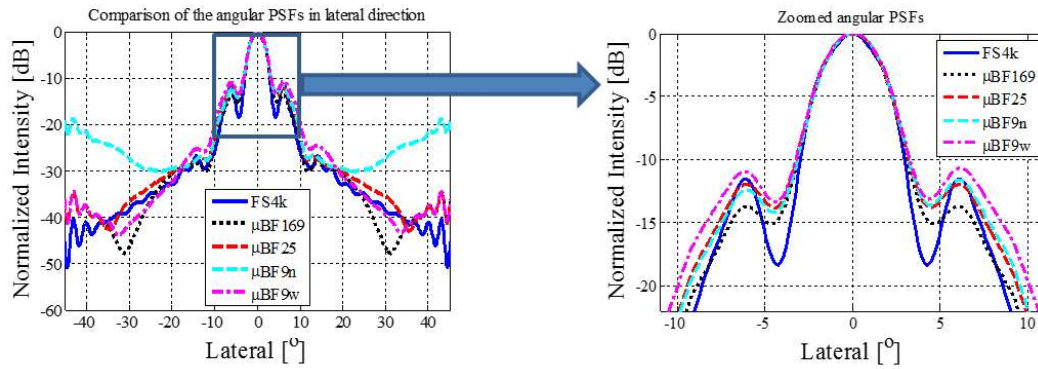 Comparison of the angular PSFs in lateral direction
Normalized Intensity [dB]
0
-10
-20
-30
-40
-50
-60
FS4k
µBF169
µBF25
µBF9n
µBF9w
-40 -30 -20 -10 0 10 20 30 40
Lateral [º]
Zoomed angular PSFs
Normalized Intensity [dB]
0
-5
-10
-15
-20
FS4k
µBF169
µBF25
µBF9n
µBF9w
-10 -5 0 5 10
Lateral [º]